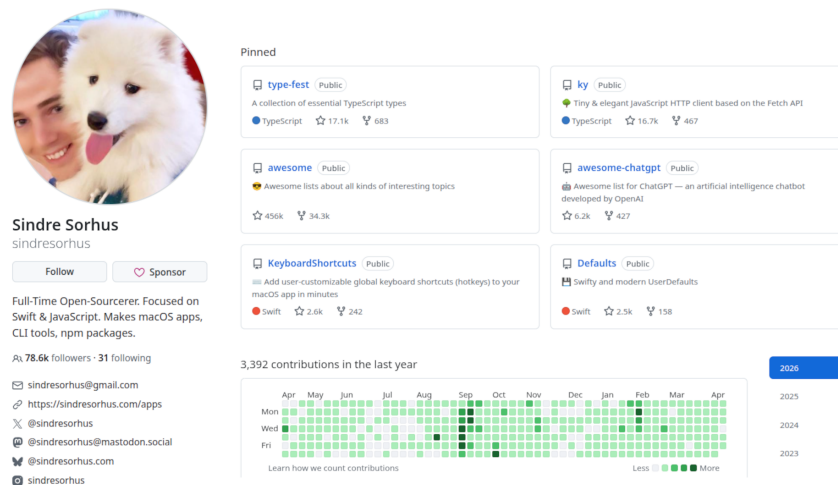 Sindre Sorhus
sindresorhus
Follow
Sponsor
Full-Time Open-Sourcerer. Focused on
Swift & JavaScript. Makes macOS apps,
CLI tools, npm packages.
78.6k followers · 31 following
sindresorhus@gmail.com
https://sindresorhus.com/apps
@sindresorhus
@sindresorhus@mastodon.social
@sindresorhus.com
sindresorhus
Pinned
type-fest Public
A collection of essential TypeScript types
TypeScript 17.1k 683
ky Public
Tiny & elegant JavaScript HTTP client based on the Fetch API
TypeScript 16.7k 467
awesome Public
Awesome lists about all kinds of interesting topics
456k 34.3k
awesome-chatgpt Public
Awesome list for ChatGPT — an artificial intelligence chatbot
developed by OpenAI
6.2k 427
KeyboardShortcuts Public
Add user-customizable global keyboard shortcuts (hotkeys) to your
macOS app in minutes
Swift 2.6k 242
Defaults Public
Swifty and modern UserDefaults
Swift 2.5k 158
3,392 contributions in the last year
Apr May Jun Jul Aug Sep Oct Nov Dec Jan Feb Mar Apr
Mon
Wed
Fri
Learn how we count contributions
Less More
2026
2025
2024
2023